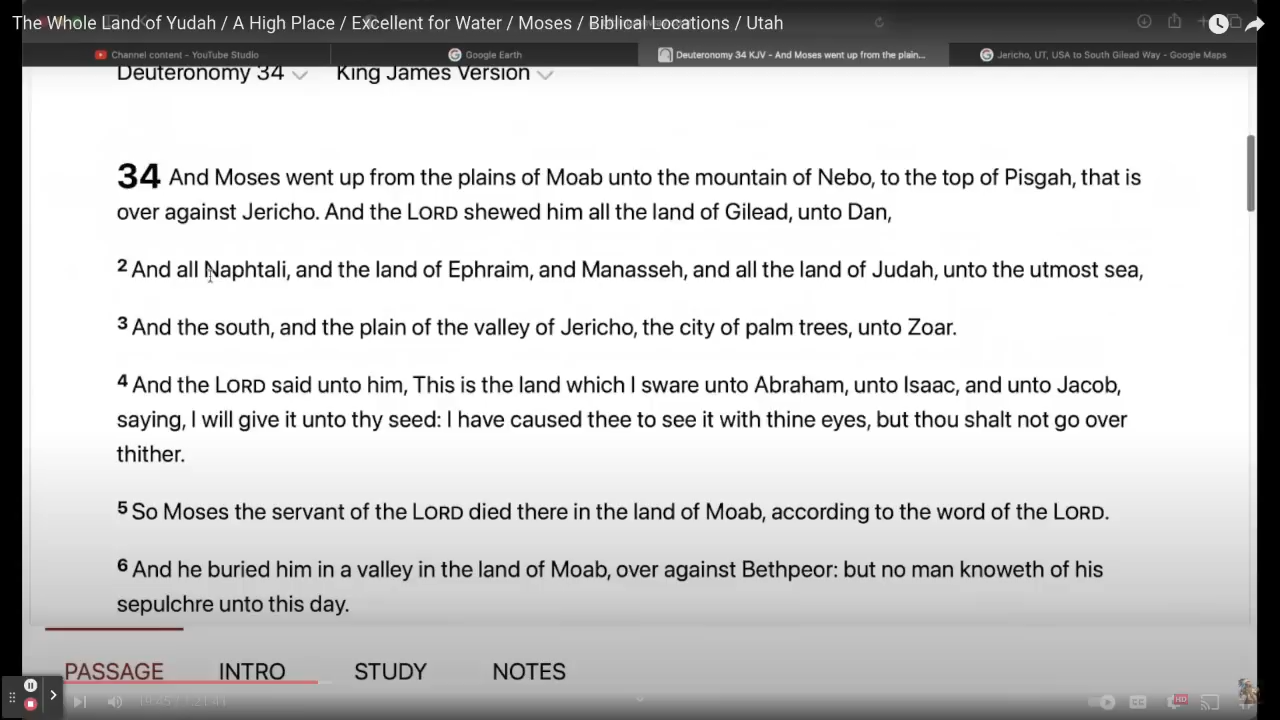 The Whole Land of Yudah / A High Place / Excellent for Water / Moses / Biblical Locations / Utah
Channel content - YouTube Studio
Google Earth
Deuteronomy 34 KJV - And Moses went up from the plain...
Jericho, UT, USA to South Gilead Way - Google Maps
Deuteronomy 34 King James Version
34 And Moses went up from the plains of Moab unto the mountain of Nebo, to the top of Pisgah, that is
over against Jericho. And the LORD shewed him all the land of Gilead, unto Dan,
2 And all Naphtali, and the land of Ephraim, and Manasseh, and all the land of Judah, unto the utmost sea,
3 And the south, and the plain of the valley of Jericho, the city of palm trees, unto Zoar.
4 And the LORD said unto him, This is the land which I sware unto Abraham, unto Isaac, and unto Jacob,
saying, I will give it unto thy seed: I have caused thee to see it with thine eyes, but thou shalt not go over
thither.
5 So Moses the servant of the LORD died there in the land of Moab, according to the word of the LORD.
6 And he buried him in a valley in the land of Moab, over against Bethpeor: but no man knoweth of his
sepulchre unto this day.
PASSAGE INTRO STUDY NOTES
19:45 / 1:21:41
CC HD